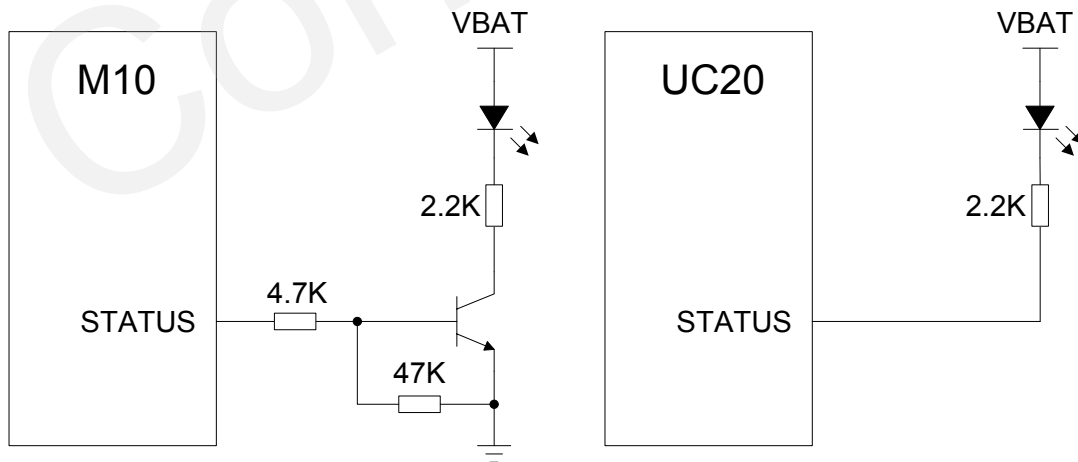 VBAT
M10
2.2K
4.7K
STATUS
47K
VBAT
UC20
2.2K
STATUS